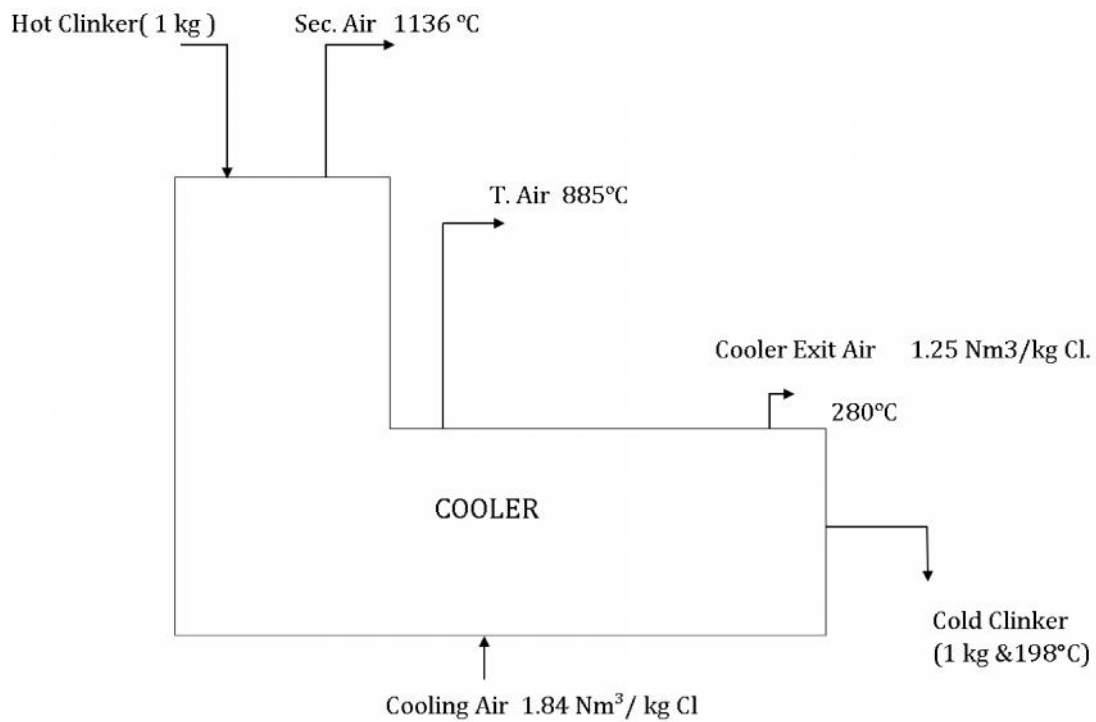 Hot Clinker( 1 kg )
Sec. Air 1136 ºC
T. Air 885ºC
Cooler Exit Air 1.25 Nm3/kg Cl.
280ºC
COOLER
Cold Clinker
(1 kg &198°C)
Cooling Air 1.84 Nm³/ kg Cl